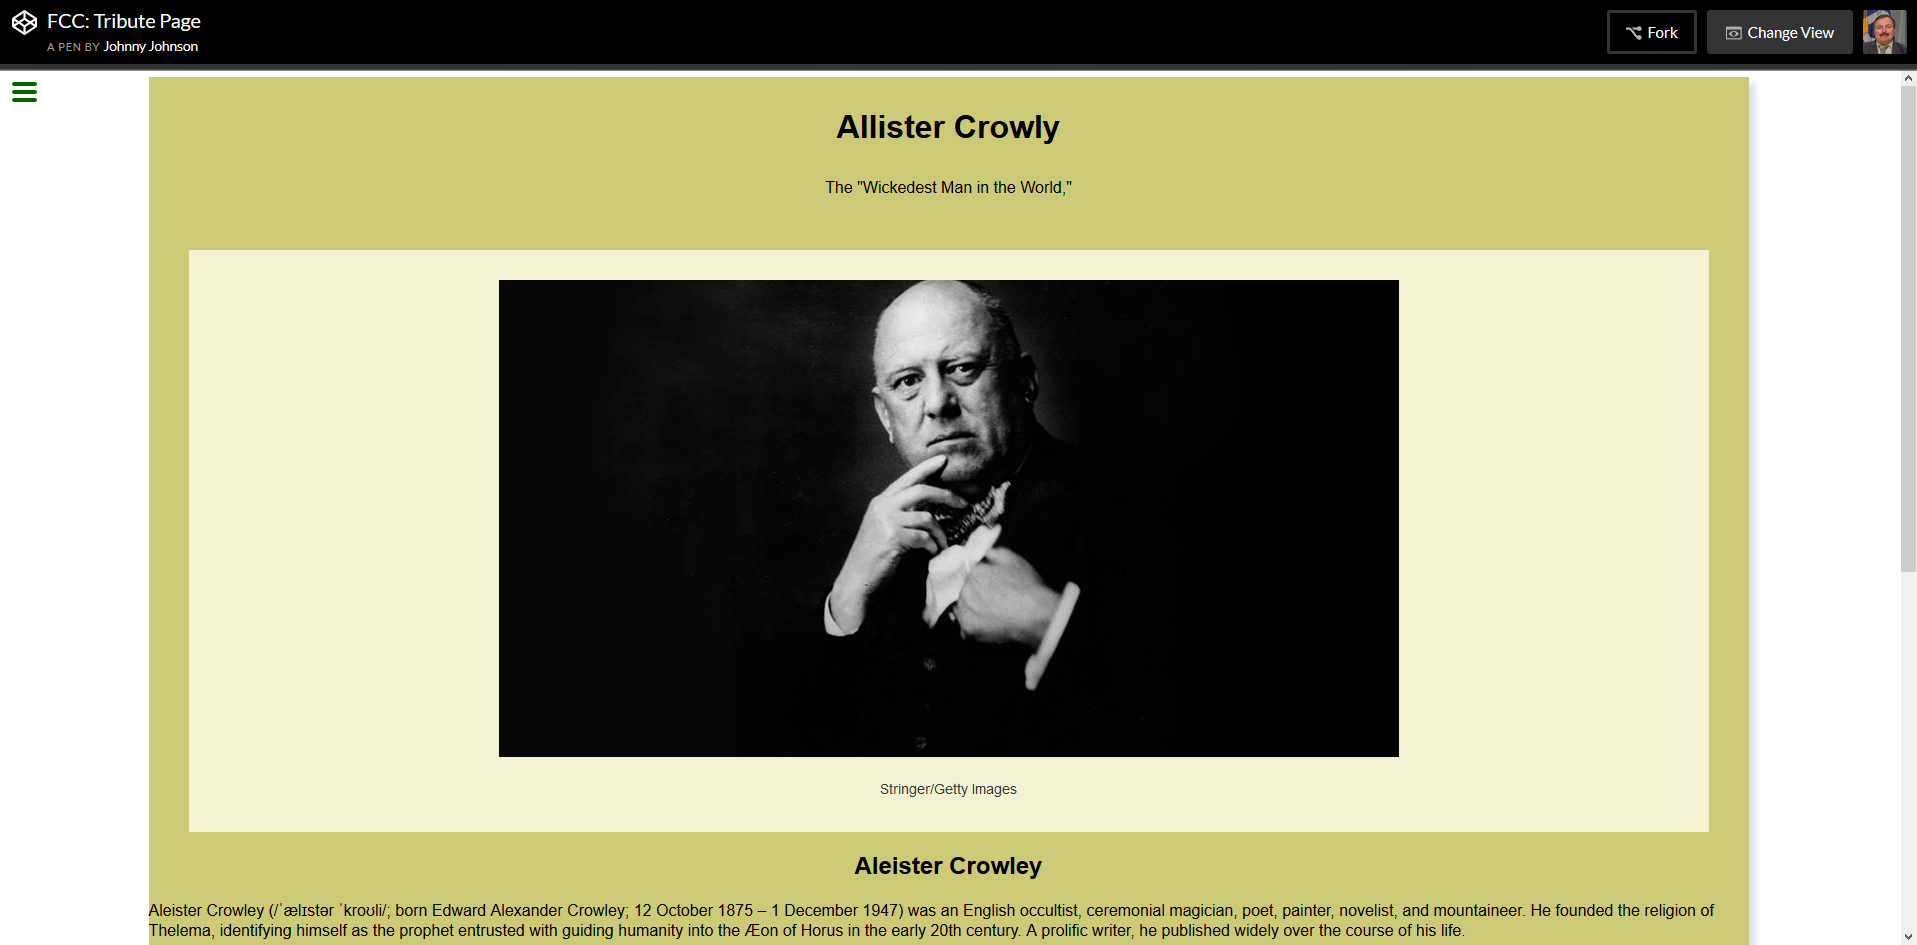 FCC: Tribute Page
A PEN BY Johnny Johnson
Fork
Change View
Allister Crowly
The "Wickedest Man in the World,"
Stringer/Getty Images
Aleister Crowley
Aleister Crowley (/ˈælɪstər ˈkroʊli/; born Edward Alexander Crowley; 12 October 1875 – 1 December 1947) was an English occultist, ceremonial magician, poet, painter, novelist, and mountaineer. He founded the religion of
Thelema, identifying himself as the prophet entrusted with guiding humanity into the Æon of Horus in the early 20th century. A prolific writer, he published widely over the course of his life.